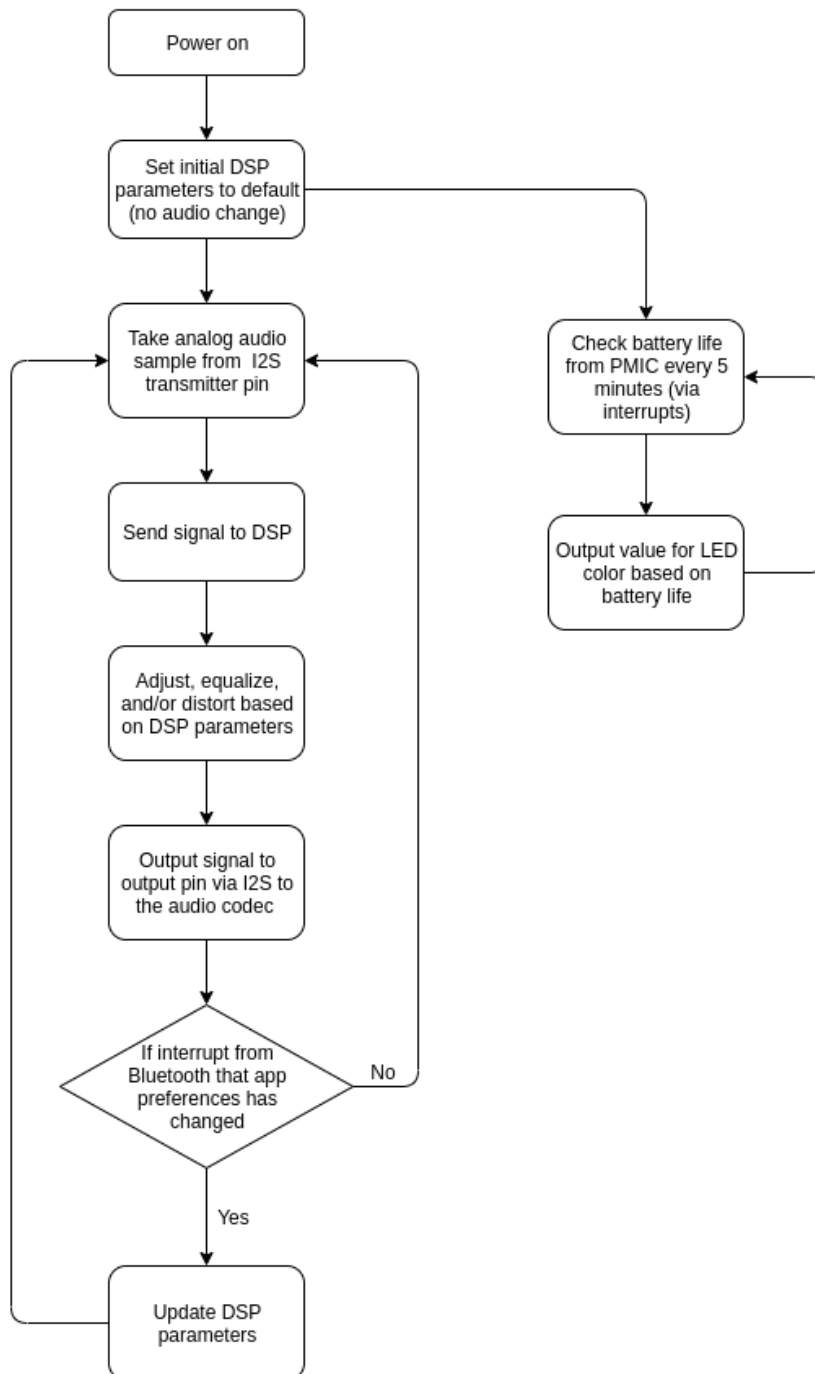 Power on
Set initial DSP
parameters to default
(no audio change)
Take analog audio
sample from I2S
transmitter pin
Check battery life
from PMIC every 5
minutes (via
interrupts)
Send signal to DSP
Output value for LED
color based on
battery life
Adjust, equalize,
and/or distort based
on DSP parameters
Output signal to
output pin via I2S to
the audio codec
If interrupt from
Bluetooth that app
preferences has
changed
No
Yes
Update DSP
parameters